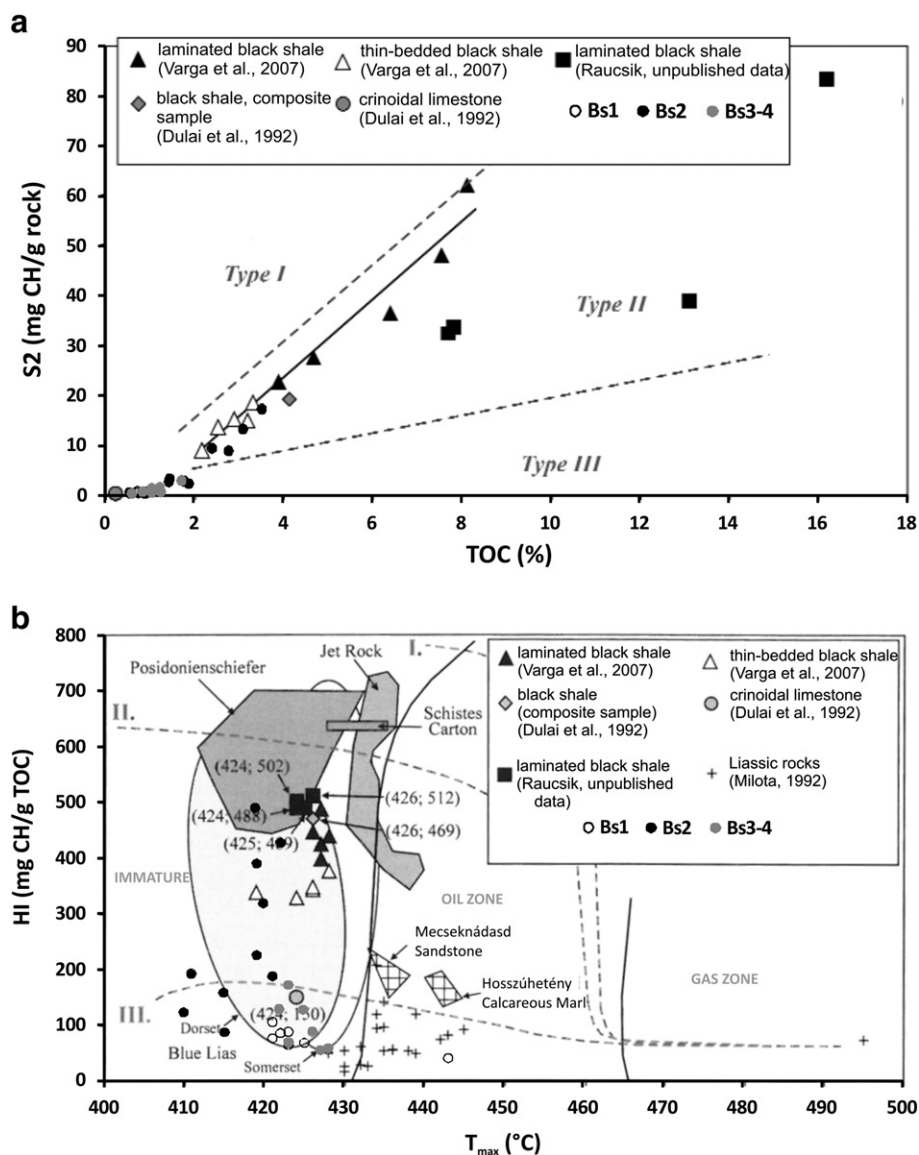 a
90
80
70
60
50
40
30
20
10
0
S2 (mg CH/g rock)
laminated black shale
(Varga et al., 2007)
thin-bedded black shale
(Varga et al., 2007)
laminated black shale
(Raucsik, unpublished data)
black shale, composite
sample
(Dulai et al., 1992)
crinoidal limestone
(Dulai et al., 1992)
Bs1
Bs2
Bs3-4
Type I
Type II
Type III
0 2 4 6 8 10 12 14 16 18
TOC (%)
b
800
700
600
500
400
300
200
100
0
HI (mg CH/g TOC)
Posidonienschiefer
Jet Rock
I.
Schistes
Carton
II.
(424; 502)
(426; 512)
(424; 488)
(426; 469)
IMMATURE
OIL ZONE
Mecseknádasd
Sandstone
Hosszúhetény
Calcareous Marl
GAS ZONE
III.
(424; 150)
Dorset
Blue Lias
Somerset
laminated black shale
(Varga et al., 2007)
thin-bedded black shale
(Varga et al., 2007)
black shale
(composite sample)
(Dulai et al., 1992)
crinoidal limestone
(Dulai et al., 1992)
laminated black shale
(Raucsik, unpublished
data)
Liassic rocks
(Milota, 1992)
Bs1
Bs2
Bs3-4
400 410 420 430 440 450 460 470 480 490 500
Tmax (°C)